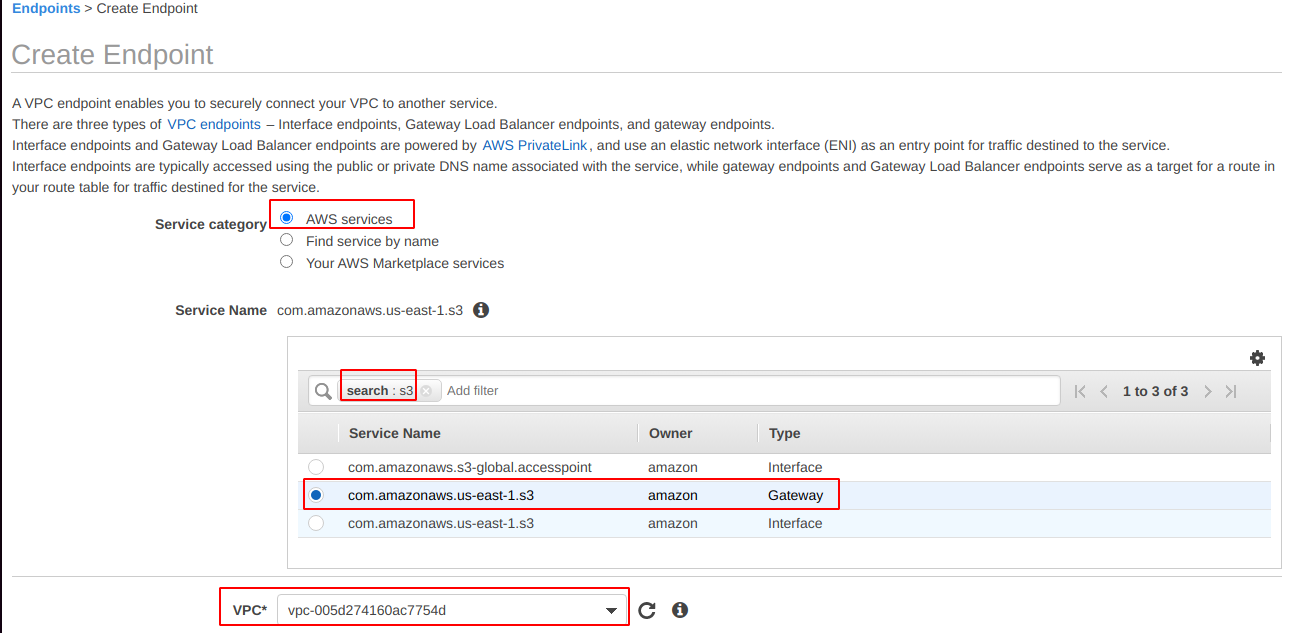 Endpoints > Create Endpoint
Create Endpoint
A VPC endpoint enables you to securely connect your VPC to another service.
There are three types of VPC endpoints – Interface endpoints, Gateway Load Balancer endpoints, and gateway endpoints.
Interface endpoints and Gateway Load Balancer endpoints are powered by AWS PrivateLink, and use an elastic network interface (ENI) as an entry point for traffic destined to the service.
Interface endpoints are typically accessed using the public or private DNS name associated with the service, while gateway endpoints and Gateway Load Balancer endpoints serve as a target for a route in
your route table for traffic destined for the service.
Service category AWS services
Find service by name
Your AWS Marketplace services
Service Name com.amazonaws.us-east-1.s3
search : s3 Add filter 1 to 3 of 3
Service Name Owner Type
com.amazonaws.s3-global.accesspoint amazon Interface
com.amazonaws.us-east-1.s3 amazon Gateway
com.amazonaws.us-east-1.s3 amazon Interface
VPC* vpc-005d274160ac7754d